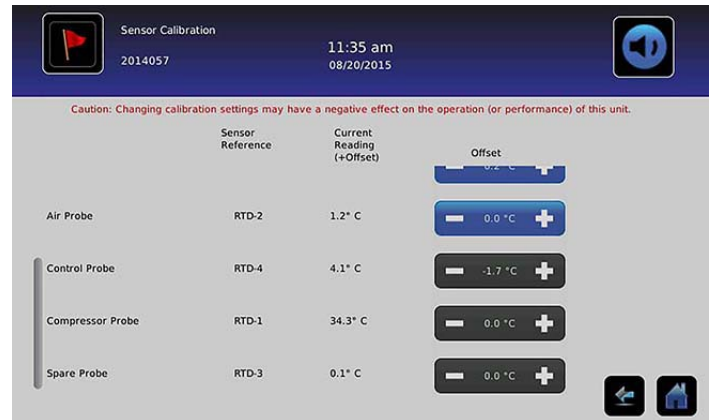 Sensor Calibration
2014057
11:35 am
08/20/2015
Caution: Changing calibration settings may have a negative effect on the operation (or performance) of this unit.
Sensor
Reference
Current
Reading
(+Offset)
Offset
Air Probe RTD-2 1.2° C 0.0 °C
Control Probe RTD-4 4.1° C -1.7 °C
Compressor Probe RTD-1 34.3° C 0.0 °C
Spare Probe RTD-3 0.1° C 0.0 °C